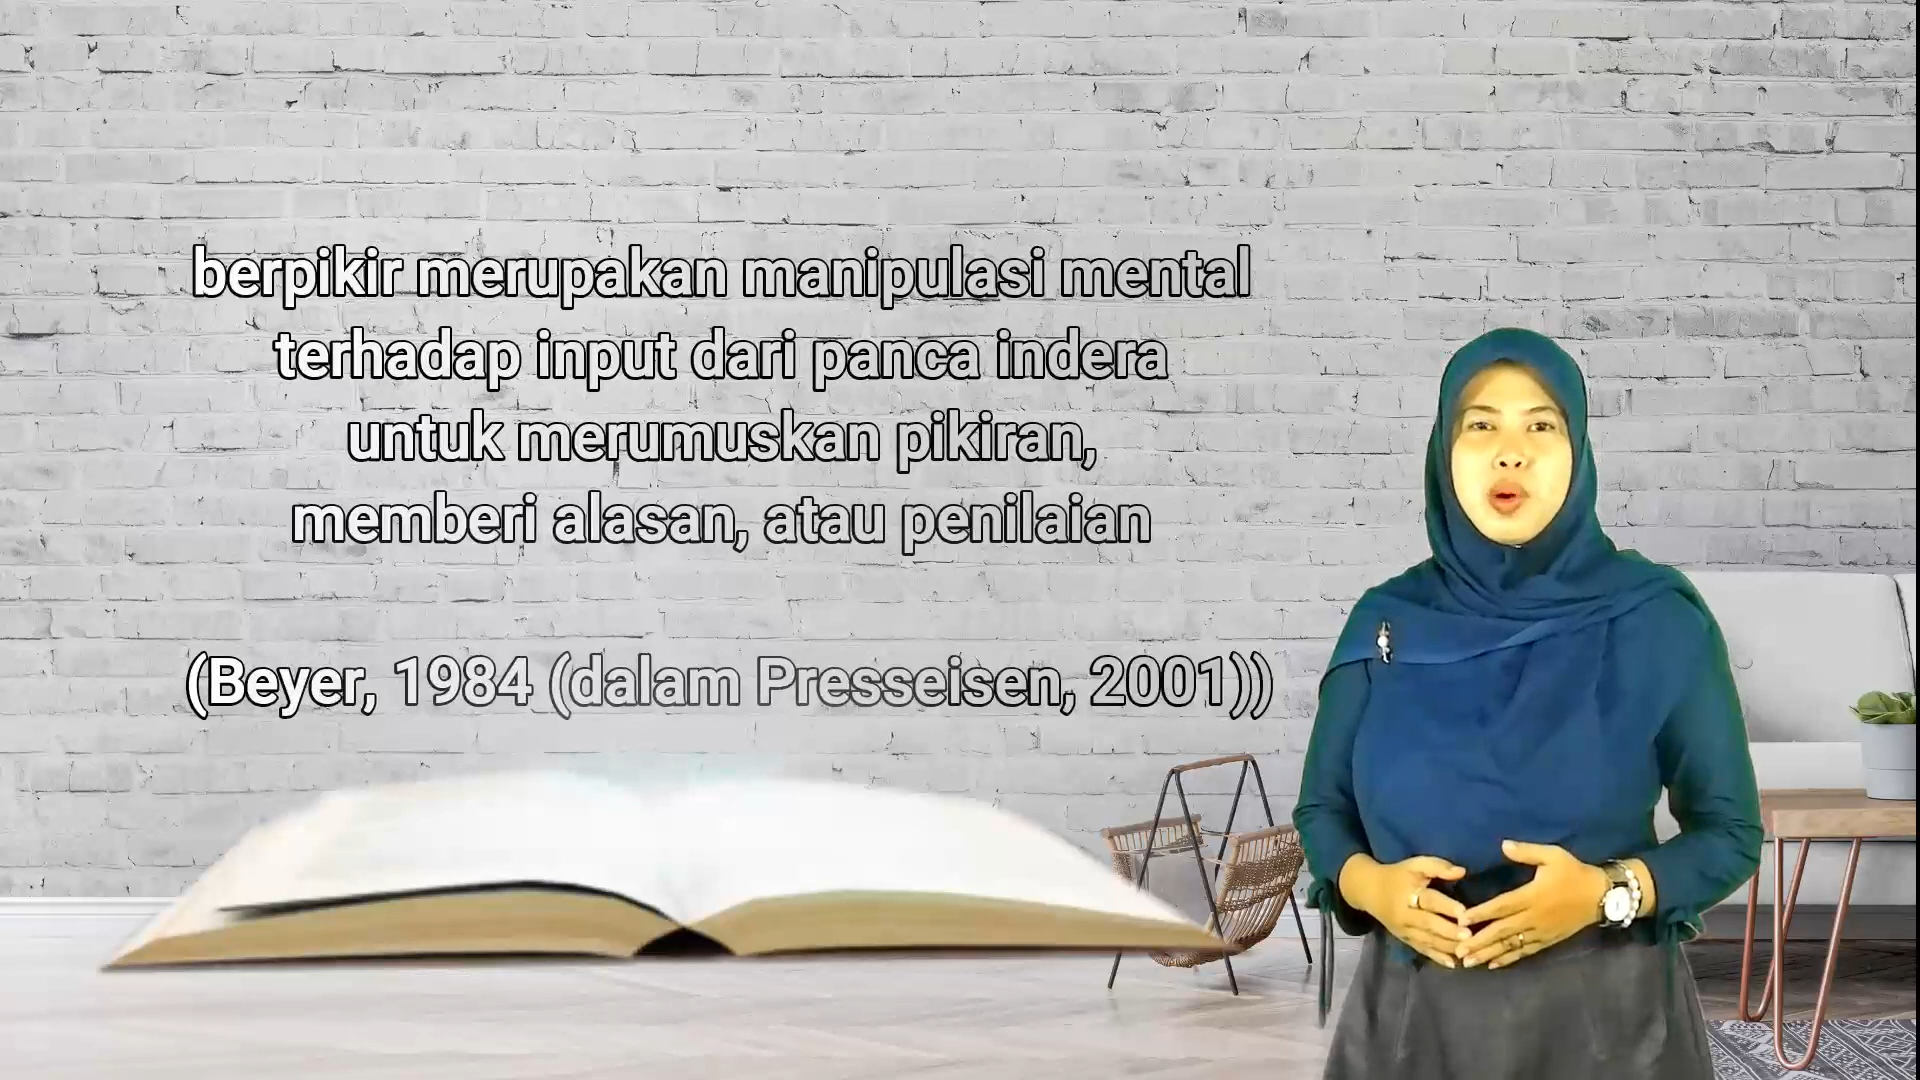 berpikir merupakan manipulasi mental
terhadap input dari panca indera
untuk merumuskan pikiran,
memberi alasan, atau penilaian
(Beyer, 1984 (dalam Presseisen, 2001))